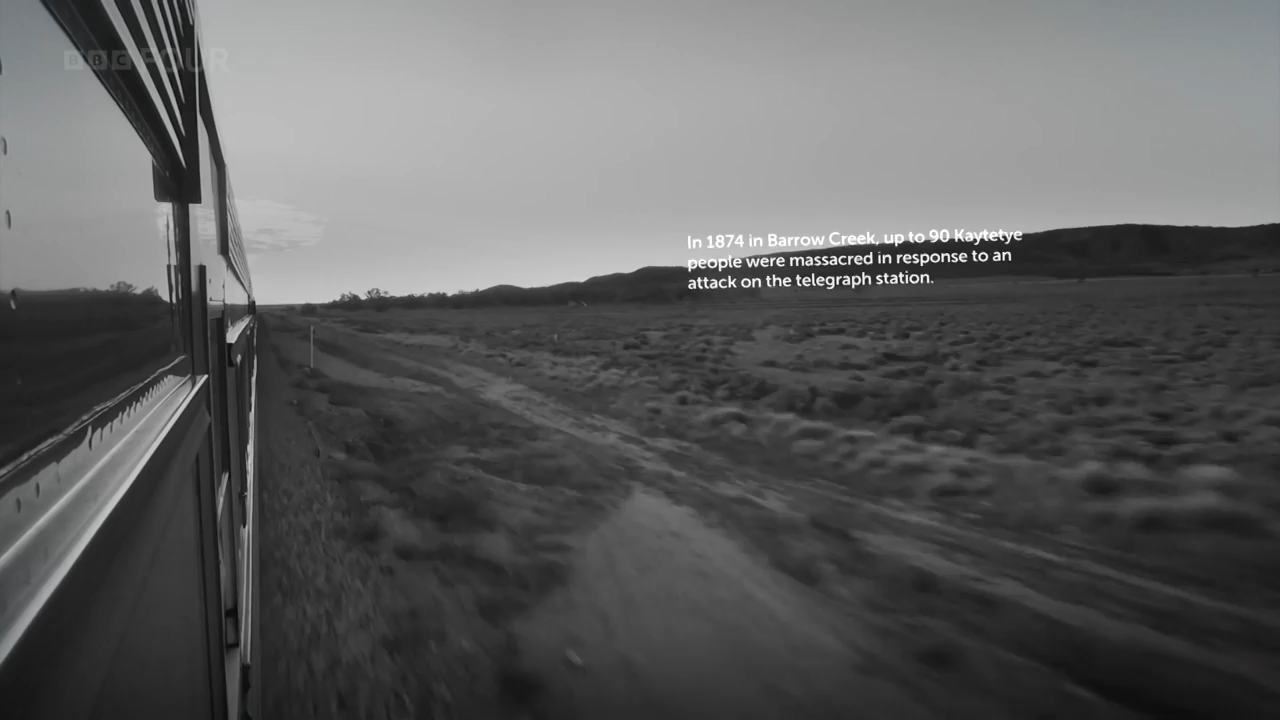 BBC FOUR
In 1874 in Barrow Creek, up to 90 Kaytetye
people were massacred in response to an
attack on the telegraph station.